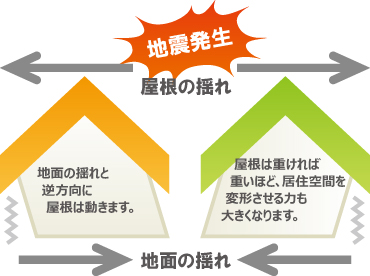 地震発生
屋根の揺れ
地面の揺れと
逆方向に
屋根は動きます。
屋根は重ければ
重いほど、居住空間を
変形させる力も
大きくなります。
地面の揺れ